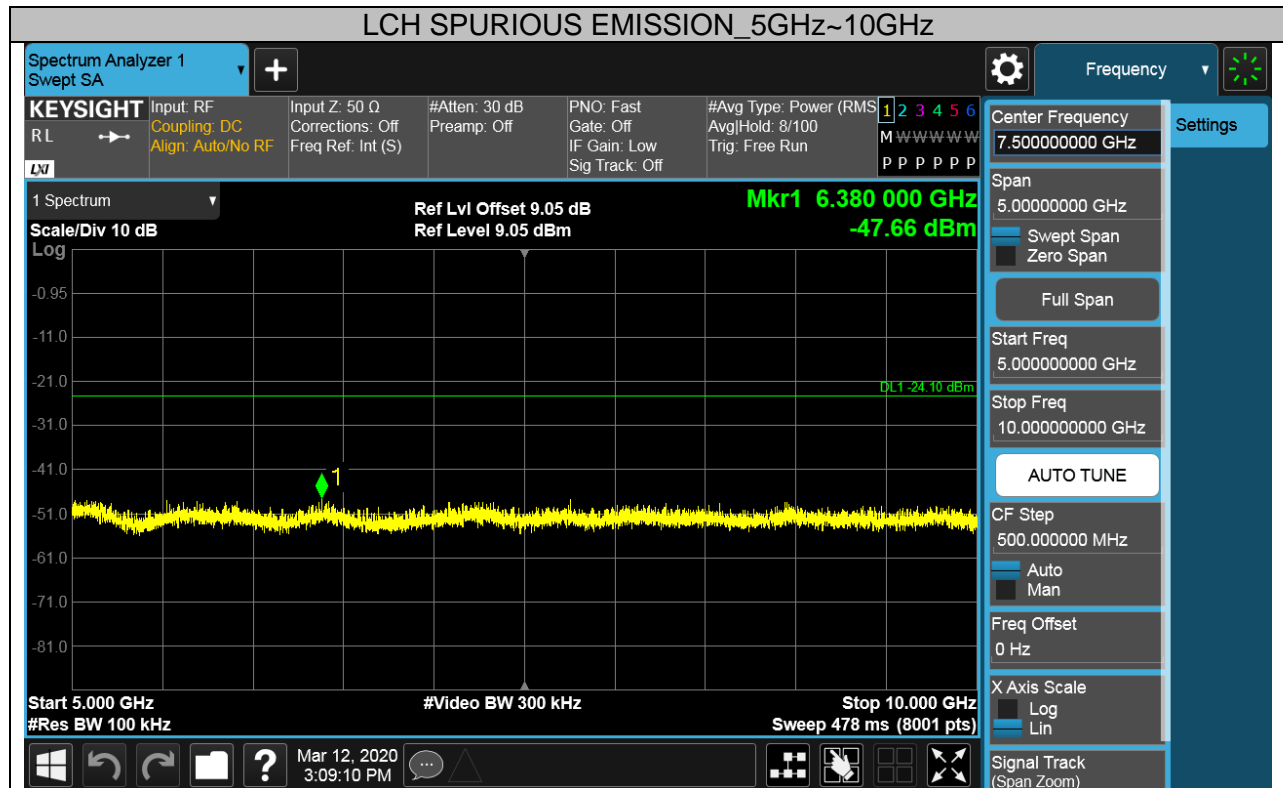 LCH SPURIOUS EMISSION_5GHz~10GHz
Spectrum Analyzer 1
Swept SA
+
Frequency
KEYSIGHT
RL
LXI
Input: RF
Coupling: DC
Align: Auto/No RF
Input Z: 50 Ω
Corrections: Off
Freq Ref: Int (S)
#Atten: 30 dB
Preamp: Off
PNO: Fast
Gate: Off
IF Gain: Low
Sig Track: Off
#Avg Type: Power (RMS
Avg|Hold: 8/100
Trig: Free Run
1 2 3 4 5 6
M W W W W W
P P P P P P
1 Spectrum
Scale/Div 10 dB
Ref Lvl Offset 9.05 dB
Ref Level 9.05 dBm
Mkr1 6.380 000 GHz
-47.66 dBm
Log
-0.95
-11.0
-21.0
-31.0
-41.0
-51.0
-61.0
-71.0
-81.0
DL1 -24.10 dBm
1
Start 5.000 GHz
#Res BW 100 kHz
#Video BW 300 kHz
Stop 10.000 GHz
Sweep 478 ms (8001 pts)
?
Mar 12, 2020
3:09:10 PM
Center Frequency
7.500000000 GHz
Settings
Span
5.00000000 GHz
Swept Span
Zero Span
Full Span
Start Freq
5.000000000 GHz
Stop Freq
10.000000000 GHz
AUTO TUNE
CF Step
500.000000 MHz
Auto
Man
Freq Offset
0 Hz
X Axis Scale
Log
Lin
Signal Track
(Span Zoom)